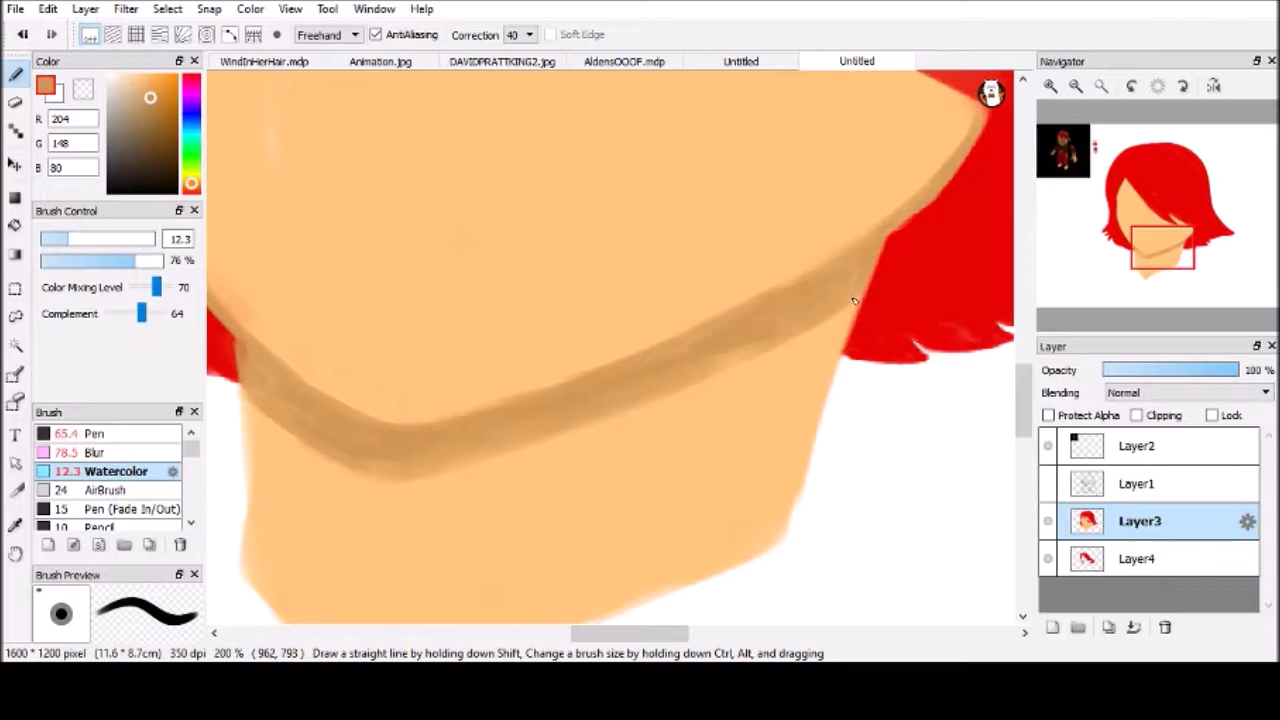 File Edit Layer Filter Select Snap Color View Tool Window Help
Off Freehand AntiAliasing Correction 40 Soft Edge
Color WindInHerHair.mdp Animation.jpg DAVIDPRATTKING2.jpg AldensOOOF.mdp Untitled Untitled Navigator
R 204
G 148
B 80
Brush Control
12.3
76 %
Color Mixing Level 70
Complement 64
Brush
65.4 Pen
78.5 Blur
12.3 Watercolor
24 AirBrush
15 Pen (Fade In/Out)
10 Pencil
Brush Preview
Layer
Opacity 100 %
Blending Normal
Protect Alpha Clipping Lock
Layer2
Layer1
Layer3
Layer4
1600 * 1200 pixel (11.6 * 8.7cm) 350 dpi 200 % ( 962, 793 ) Draw a straight line by holding down Shift, Change a brush size by holding down Ctrl, Alt, and dragging